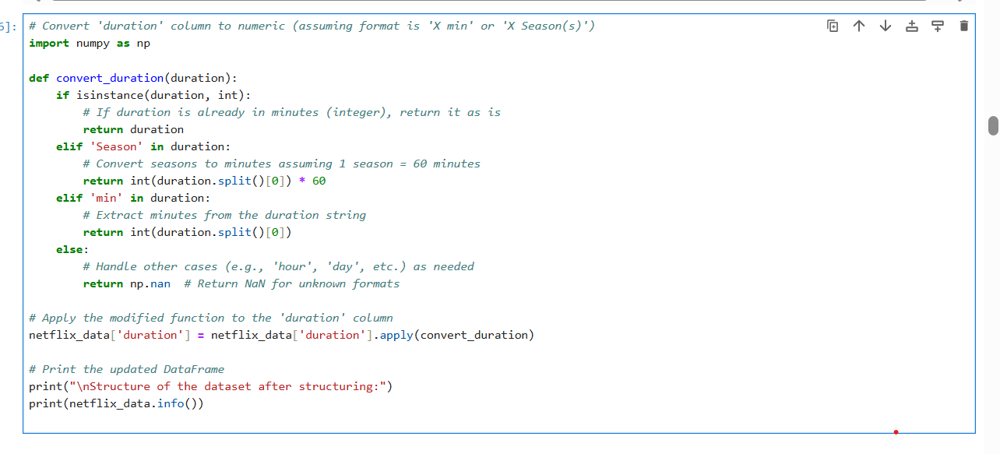 6]:
# Convert 'duration' column to numeric (assuming format is 'X min' or 'X Season(s)')
import numpy as np

def convert_duration(duration):
    if isinstance(duration, int):
        # If duration is already in minutes (integer), return it as is
        return duration
    elif 'Season' in duration:
        # Convert seasons to minutes assuming 1 season = 60 minutes
        return int(duration.split()[0]) * 60
    elif 'min' in duration:
        # Extract minutes from the duration string
        return int(duration.split()[0])
    else:
        # Handle other cases (e.g., 'hour', 'day', etc.) as needed
        return np.nan  # Return NaN for unknown formats

# Apply the modified function to the 'duration' column
netflix_data['duration'] = netflix_data['duration'].apply(convert_duration)

# Print the updated DataFrame
print("\nStructure of the dataset after structuring:")
print(netflix_data.info())